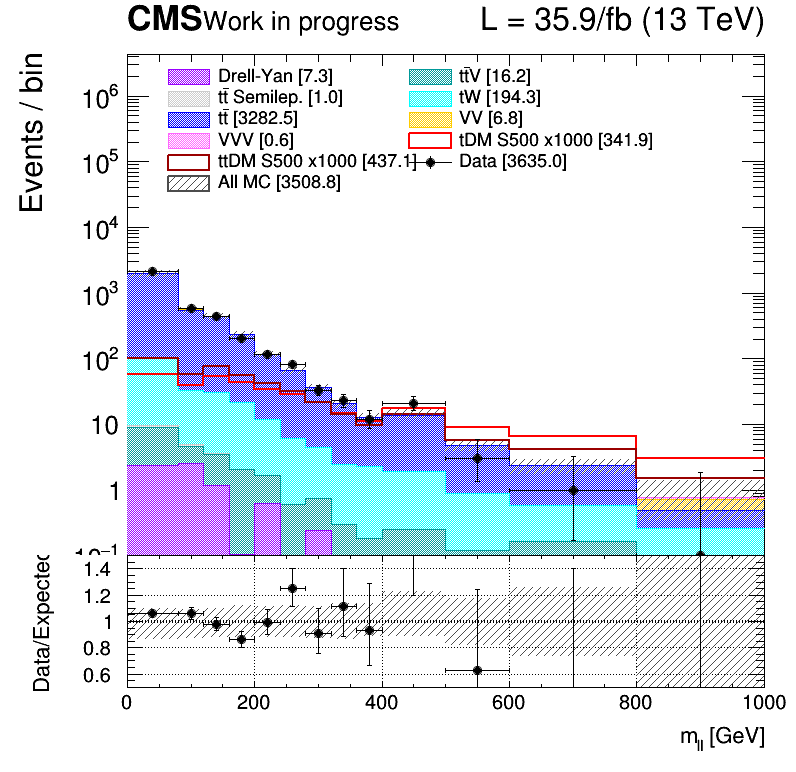 CMS Work in progress L = 35.9/fb (13 TeV)
Events / bin
Drell-Yan [7.3] tt̄V [16.2]
tt̄ Semilep. [1.0] tW [194.3]
tt̄ [3282.5] VV [6.8]
VVV [0.6] tDM S500 x1000 [341.9]
ttDM S500 x1000 [437.1] Data [3635.0]
All MC [3508.8]
10⁶
10⁵
10⁴
10³
10²
10
1
10⁻¹
Data/Expected
1.4
1.2
1
0.8
0.6
0 200 400 600 800 1000
m_ll [GeV]